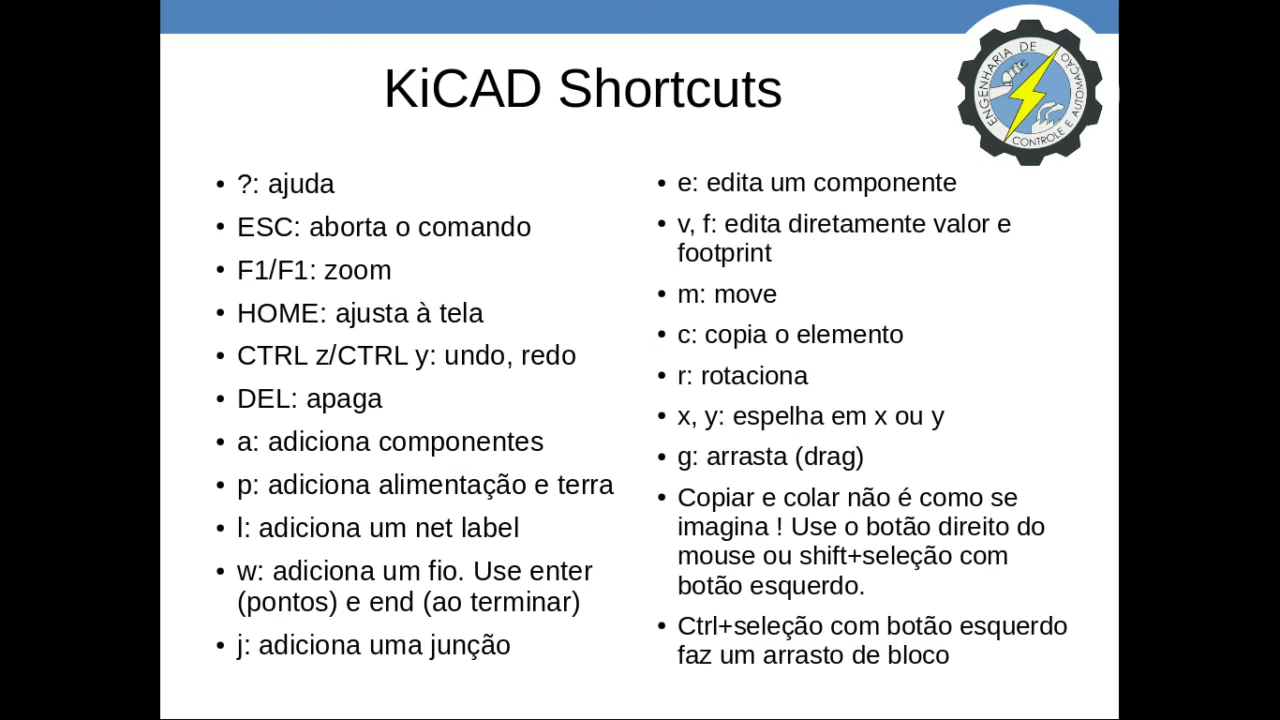 KiCAD Shortcuts
ENGENHARIA DE
CONTROLE E AUTOMAÇÃO
• ?: ajuda
• ESC: aborta o comando
• F1/F1: zoom
• HOME: ajusta à tela
• CTRL z/CTRL y: undo, redo
• DEL: apaga
• a: adiciona componentes
• p: adiciona alimentação e terra
• l: adiciona um net label
• w: adiciona um fio. Use enter
(pontos) e end (ao terminar)
• j: adiciona uma junção
• e: edita um componente
• v, f: edita diretamente valor e
footprint
• m: move
• c: copia o elemento
• r: rotaciona
• x, y: espelha em x ou y
• g: arrasta (drag)
• Copiar e colar não é como se
imagina ! Use o botão direito do
mouse ou shift+seleção com
botão esquerdo.
• Ctrl+seleção com botão esquerdo
faz um arrasto de bloco